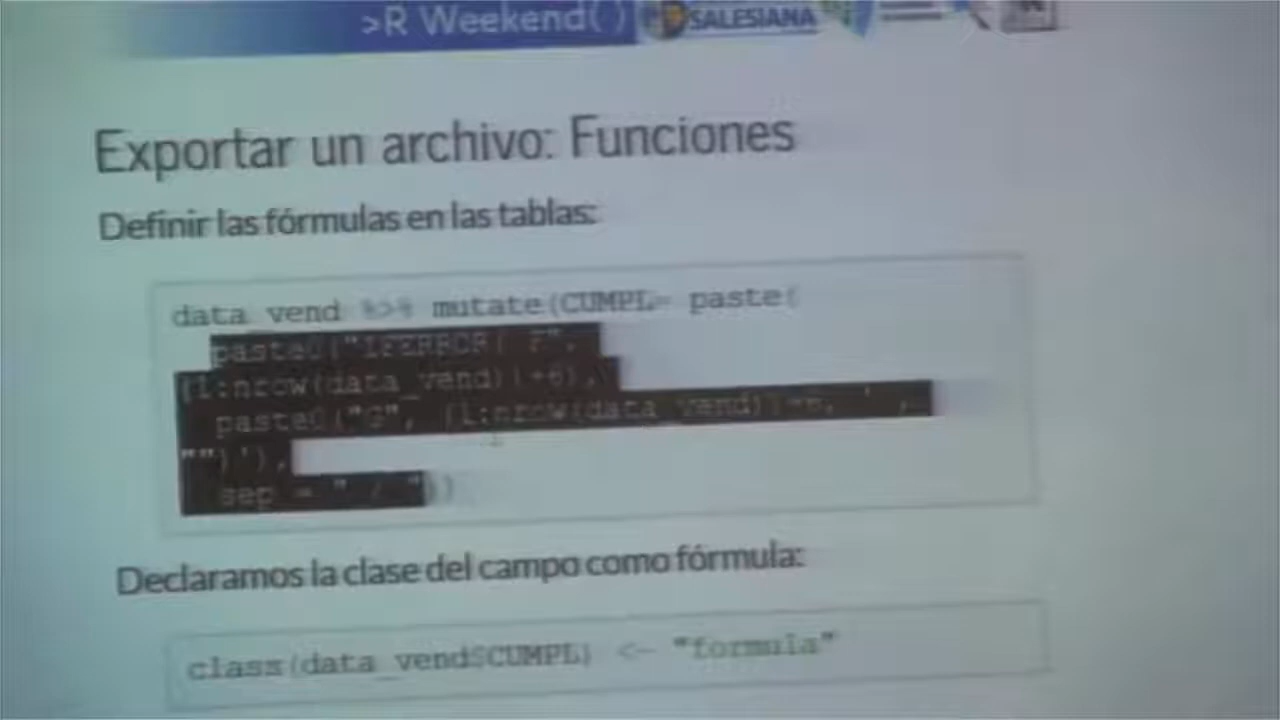 >R Weekend() SALESIANA
Exportar un archivo: Funciones
Definir las fórmulas en las tablas:
data_vend %>% mutate(CUMPL= paste(
paste0("IFERROR( F",
(1:nrow(data_vend))+6),
paste0("G", (1:nrow(data_vend))+6, ' ,
"")'),
sep = " / "))
Declaramos la clase del campo como fórmula:
class(data_vend$CUMPL) <- "formula"